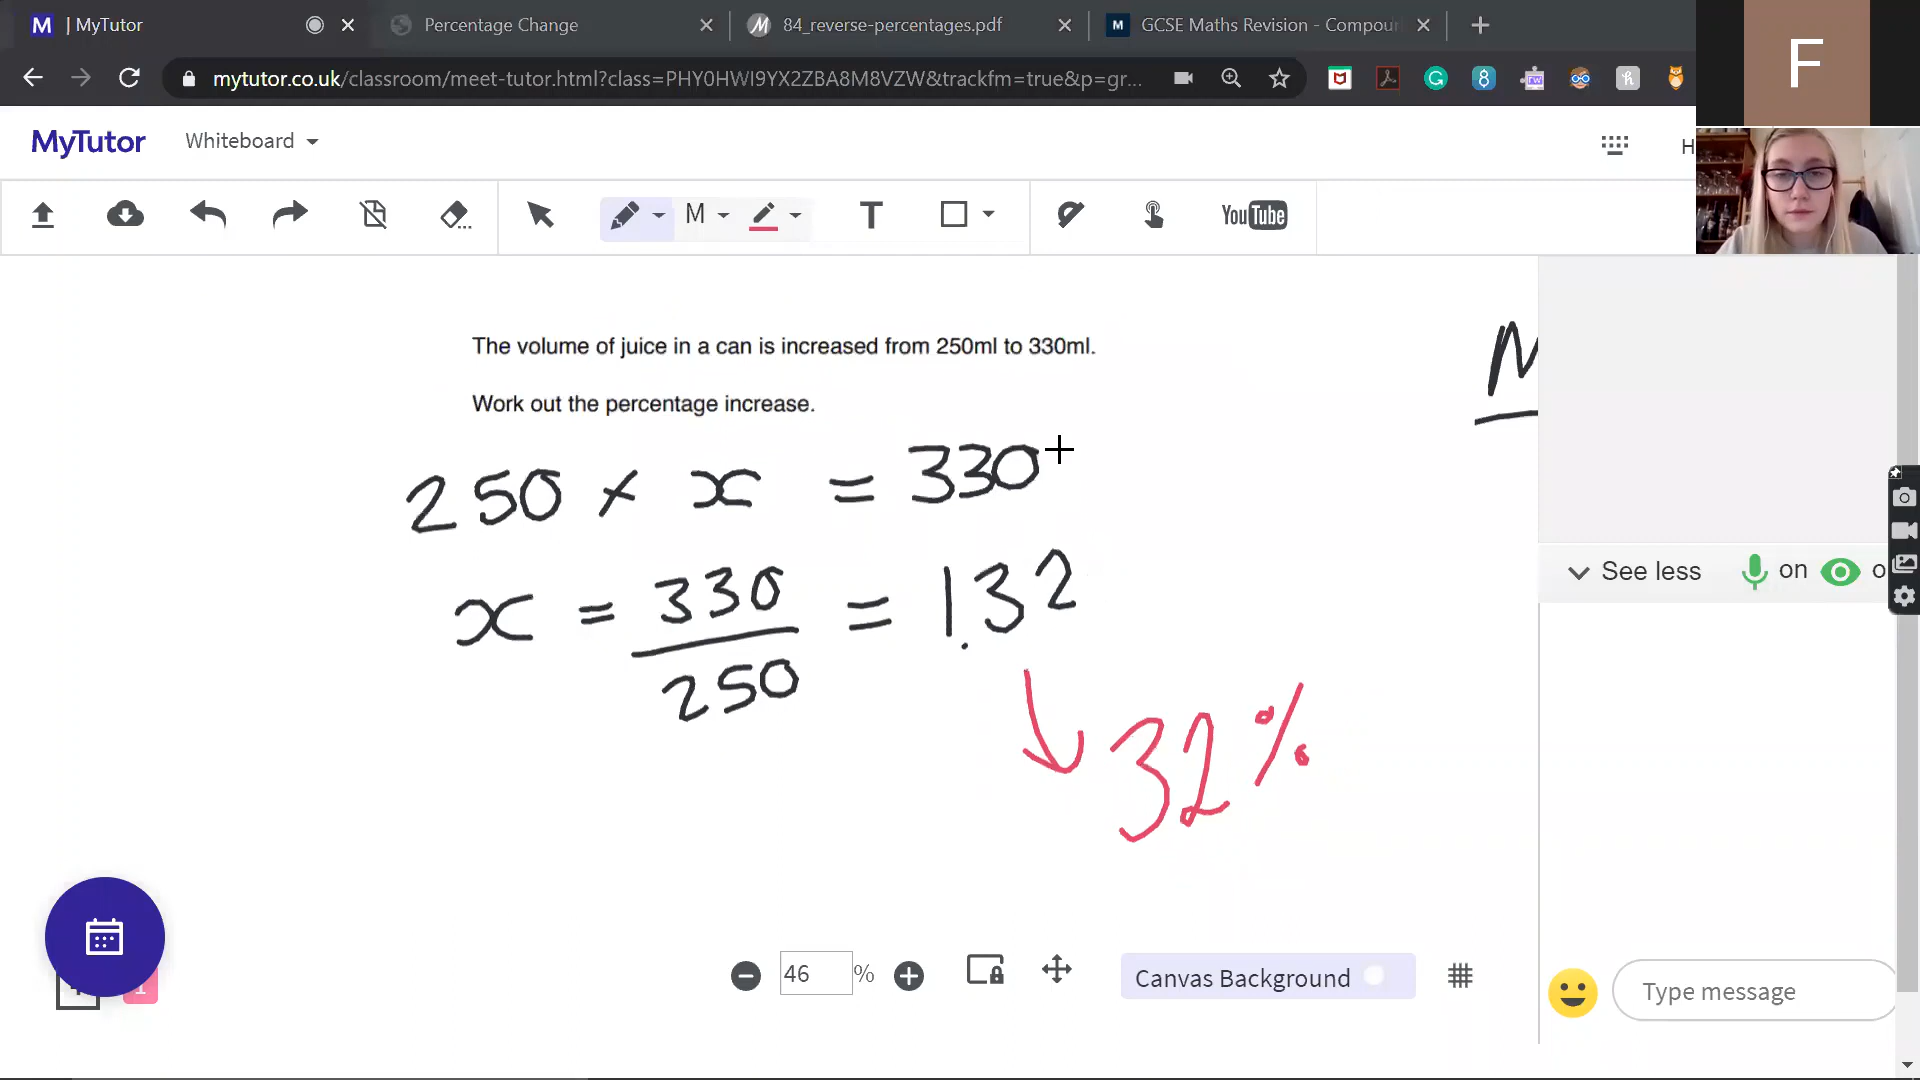 | MyTutor
Percentage Change
84_reverse-percentages.pdf
M GCSE Maths Revision - Compour
F
mytutor.co.uk/classroom/meet-tutor.html?class=PHY0HWI9YX2ZBA8M8VZW&trackfm=true&p=gr...
MyTutor
Whiteboard
H
M
T
YouTube
The volume of juice in a can is increased from 250ml to 330ml.
Work out the percentage increase.
M
250 × x = 330
x = 330/250 = 1.32
32%
See less
on
o
46 %
Canvas Background
1
Type message